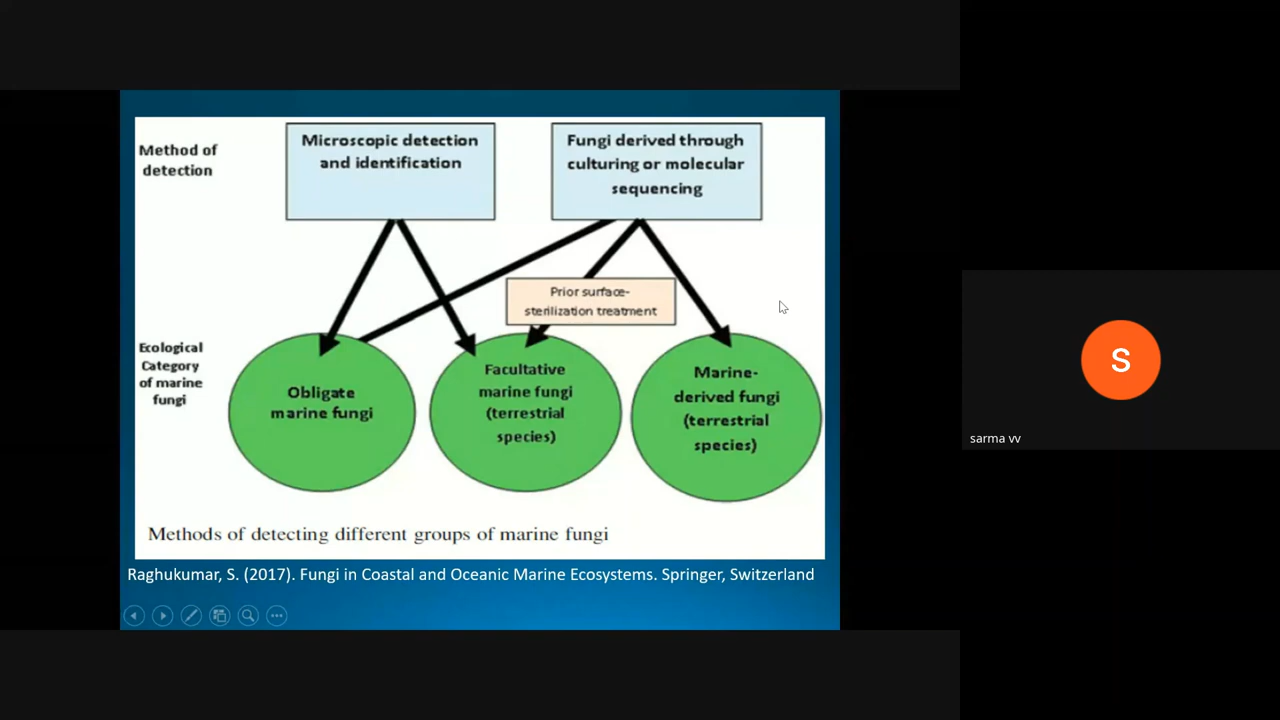 Method of
detection
Microscopic detection
and identification
Fungi derived through
culturing or molecular
sequencing
Prior surface-
sterilization treatment
Ecological
Category
of marine
fungi
Obligate
marine fungi
Facultative
marine fungi
(terrestrial
species)
Marine-
derived fungi
(terrestrial
species)
Methods of detecting different groups of marine fungi
Raghukumar, S. (2017). Fungi in Coastal and Oceanic Marine Ecosystems. Springer, Switzerland
S
sarma vv